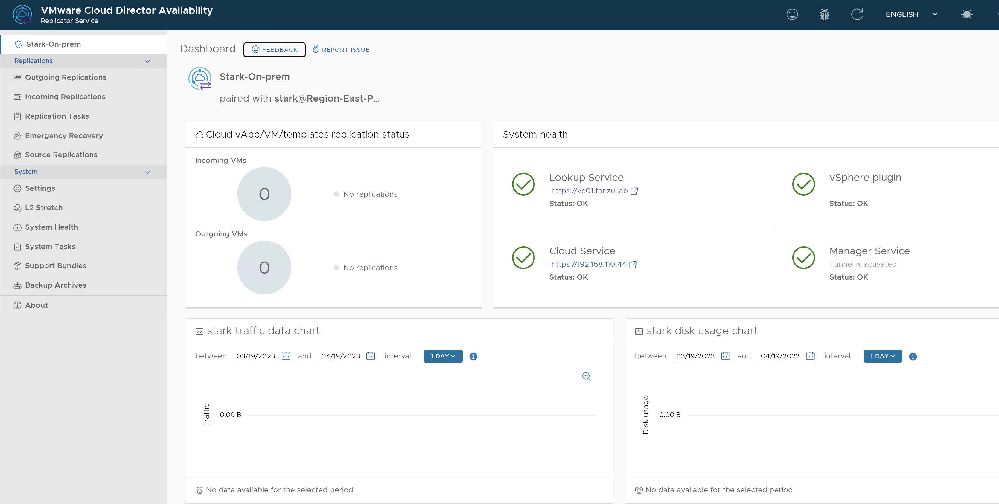 VMware Cloud Director Availability
Replicator Service
ENGLISH
Stark-On-prem
Replications
Outgoing Replications
Incoming Replications
Replication Tasks
Emergency Recovery
Source Replications
System
Settings
L2 Stretch
System Health
System Tasks
Support Bundles
Backup Archives
About
Dashboard FEEDBACK REPORT ISSUE
Stark-On-prem
paired with stark@Region-East-P...
Cloud vApp/VM/templates replication status
Incoming VMs
0 No replications
Outgoing VMs
0 No replications
System health
Lookup Service
https://vc01.tanzu.lab
Status: OK
vSphere plugin
Status: OK
Cloud Service
https://192.168.110.44
Status: OK
Manager Service
Tunnel is activated
Status: OK
stark traffic data chart
between 03/19/2023 and 04/19/2023 interval 1 DAY
Traffic
0.00 B
No data available for the selected period.
stark disk usage chart
between 03/19/2023 and 04/19/2023 interval 1 DAY
Disk usage
0.00 B
No data available for the selected period.